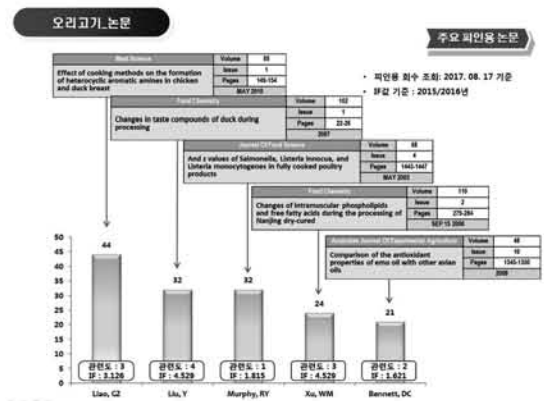 오리고기_논문
주요 피인용 논문
• 피인용 회수 조회: 2017. 08. 17 기준
• IF값 기준 : 2015/2016년
Meat Science
Volume
Issue 1
Pages 149-154
MAY 2010
Effect of cooking methods on the formation
of heterocyclic aromatic amines in chicken
and duck breast
Food Chemistry
Volume 102
Issue 1
Pages 22-26
2007
Changes in taste compounds of duck during
processing
Journal Of Food Science
Volume 68
Issue 4
Pages 1443-1447
MAY 2003
And z values of Salmonella, Listeria innocus, and
Listeria monocytogenes in fully cooked poultry
products
Food Chemistry
Volume 110
Issue 2
Pages 279-284
SEP 15 2008
Changes of intramuscular phospholipids
and free fatty acids during the processing of
Nanjing dry-cured
Australian Journal Of Experimental Agriculture
Volume 48
Issue 10
Pages
2008
Comparison of the antioxidant
properties of emu oil with other avian
oils
50
45
40
35
30
25
20
15
10
5
0
44
32
32
24
21
관련도 : 3
IF : 3.126
관련도 : 4
IF : 4.529
관련도 : 1
IF : 1.815
관련도 : 3
IF : 4.529
관련도 : 2
IF : 1.621
Liao, GZ
Liu, Y
Murphy, RY
Xu, WM
Bennett, DC